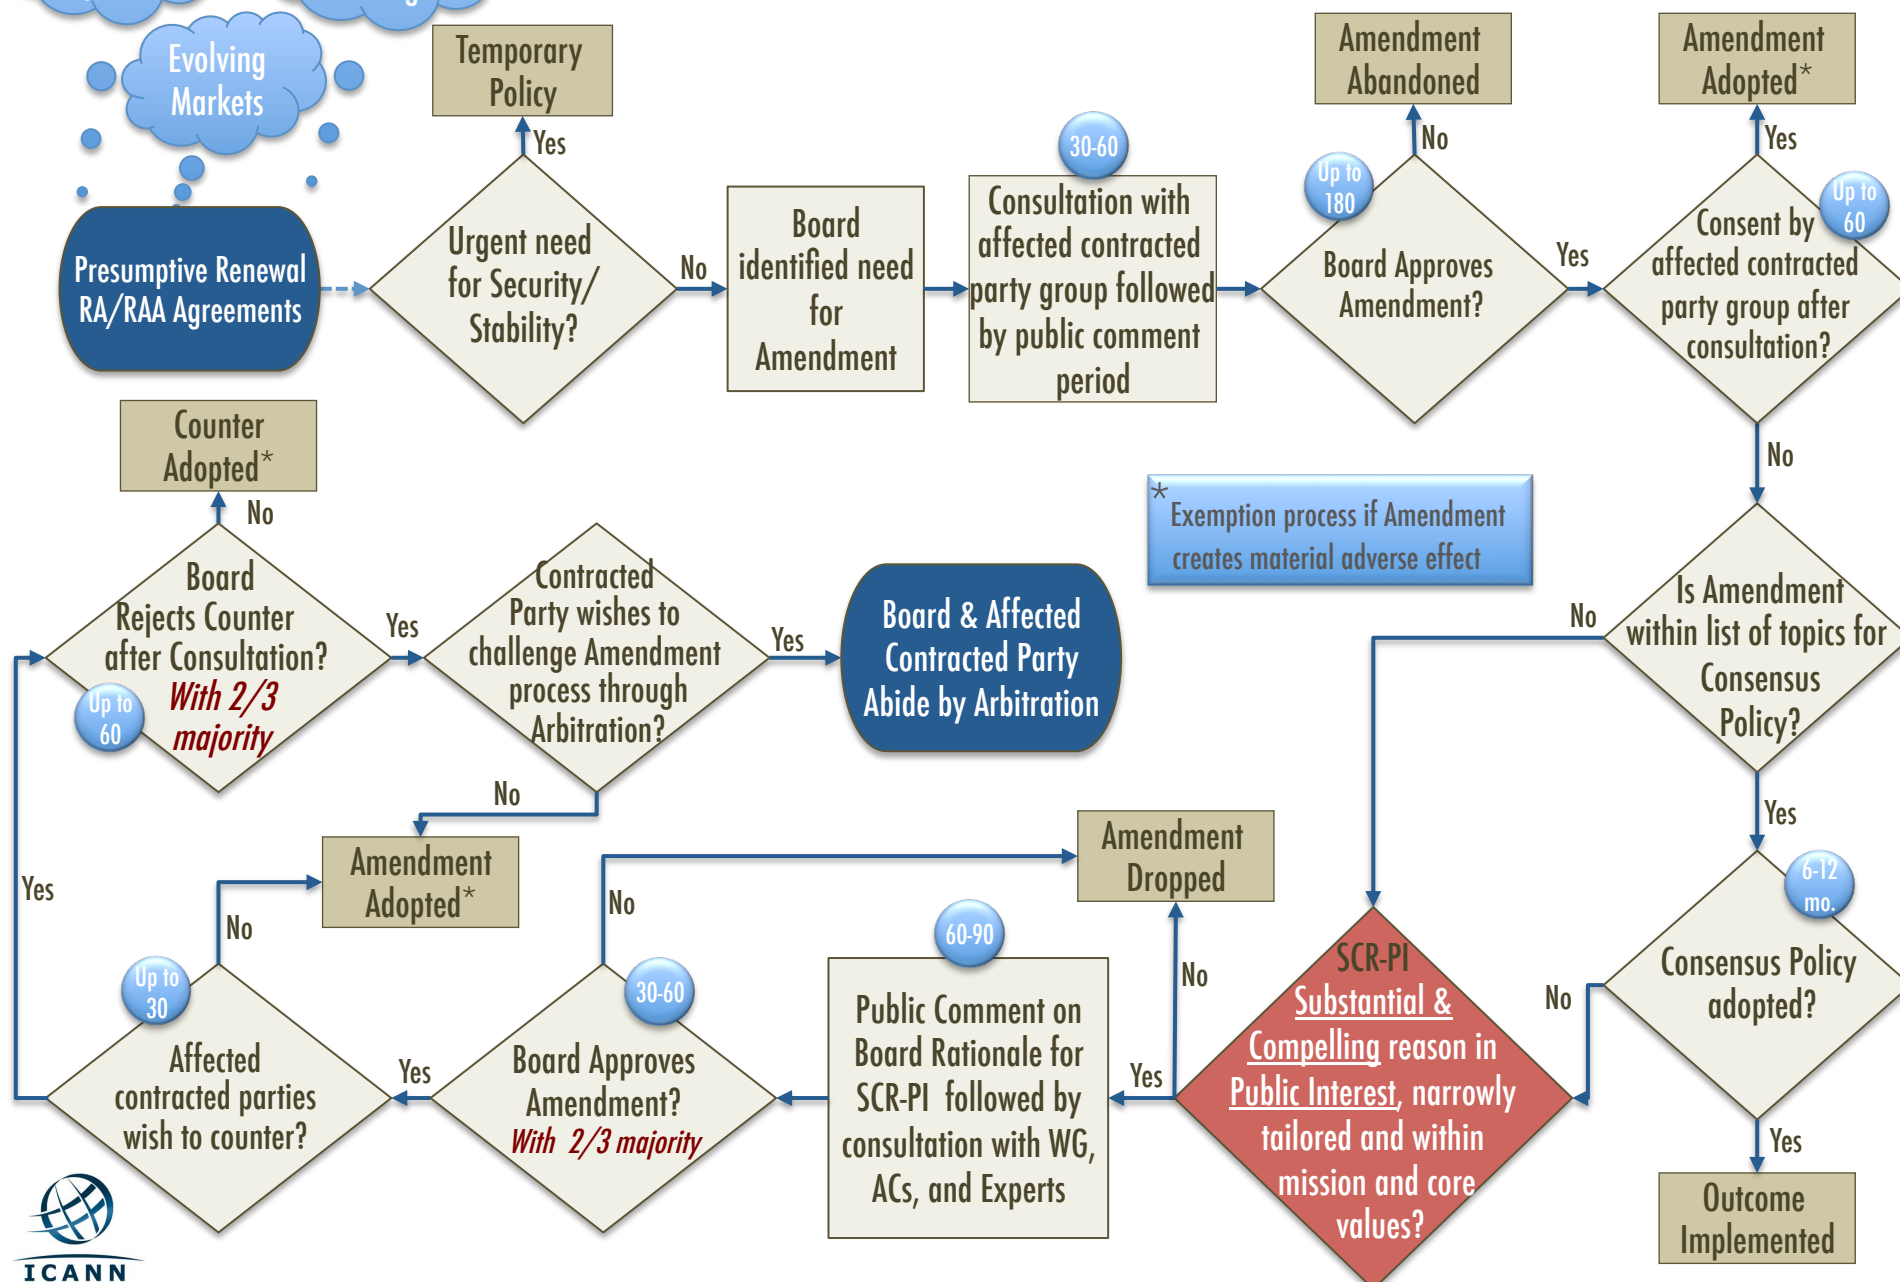 Evolving
Markets
Temporary
Policy
Amendment
Abandoned
Amendment
Adopted*
Yes
30-60
No
Yes
Up to
180
Up to
60
Presumptive Renewal
RA/RAA Agreements
Urgent need
for Security/
Stability?
No
Board
identified need
for
Amendment
Consultation with
affected contracted
party group followed
by public comment
period
Board Approves
Amendment?
Yes
Consent by
affected contracted
party group after
consultation?
No
Counter
Adopted*
No
* Exemption process if Amendment
creates material adverse effect
Board
Rejects Counter
after Consultation?
With 2/3
majority
Up to
60
Yes
Contracted
Party wishes to
challenge Amendment
process through
Arbitration?
Yes
Board & Affected
Contracted Party
Abide by Arbitration
No
Is Amendment
within list of topics for
Consensus
Policy?
No
Yes
Amendment
Adopted*
Amendment
Dropped
Yes
No
No
6-12
mo.
Up to
30
30-60
60-90
No
Affected
contracted parties
wish to counter?
Yes
Board Approves
Amendment?
With 2/3 majority
Public Comment on
Board Rationale for
SCR-PI followed by
consultation with WG,
ACs, and Experts
Yes
SCR-PI
Substantial &
Compelling reason in
Public Interest, narrowly
tailored and within
mission and core
values?
No
Consensus Policy
adopted?
Yes
Outcome
Implemented
ICANN